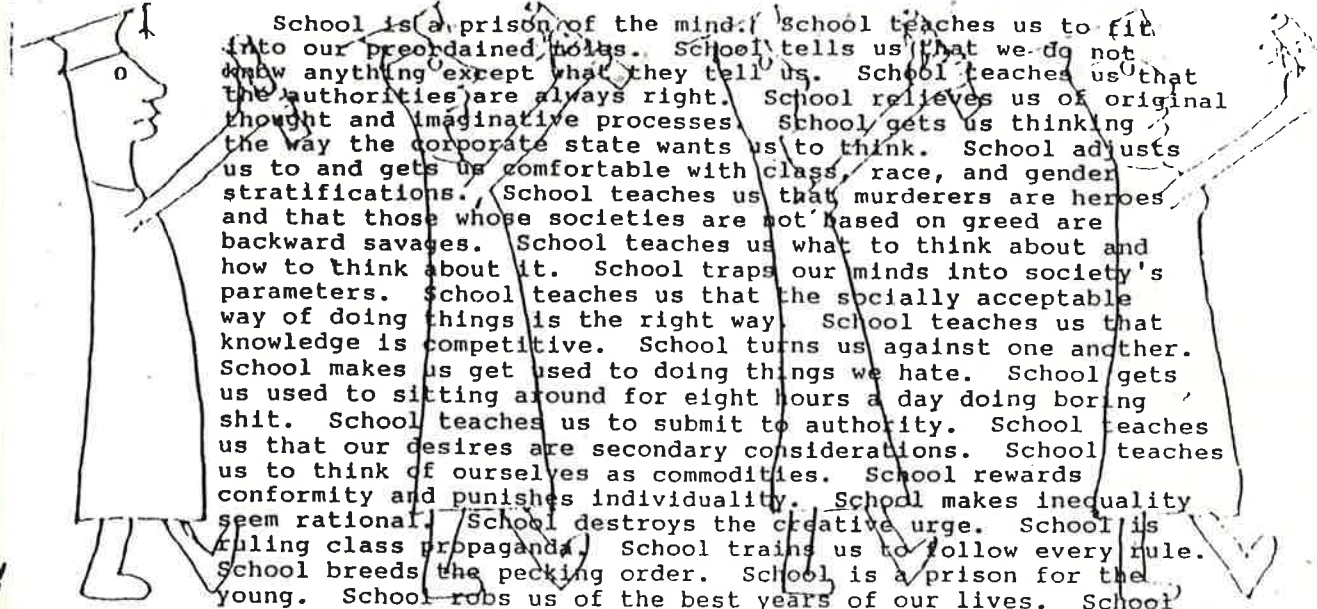 School is a prison of the mind. School teaches us to fit
into our preordained holes. School tells us that we do not
know anything except what they tell us. School teaches us that
the authorities are always right. School relieves us of original
thought and imaginative processes. School gets us thinking
the way the corporate state wants us to think. School adjusts
us to and gets us comfortable with class, race, and gender
stratifications. School teaches us that murderers are heroes
and that those whose societies are not based on greed are
backward savages. School teaches us what to think about and
how to think about it. School traps our minds into society's
parameters. School teaches us that the socially acceptable
way of doing things is the right way. School teaches us that
knowledge is competitive. School turns us against one another.
School makes us get used to doing things we hate. School gets
us used to sitting around for eight hours a day doing boring
shit. School teaches us to submit to authority. School teaches
us that our desires are secondary considerations. School teaches
us to think of ourselves as commodities. School rewards
conformity and punishes individuality. School makes inequality
seem rational. School destroys the creative urge. School is
ruling class propaganda. School trains us to follow every rule.
School breeds the pecking order. School is a prison for the
young. School robs us of the best years of our lives. School